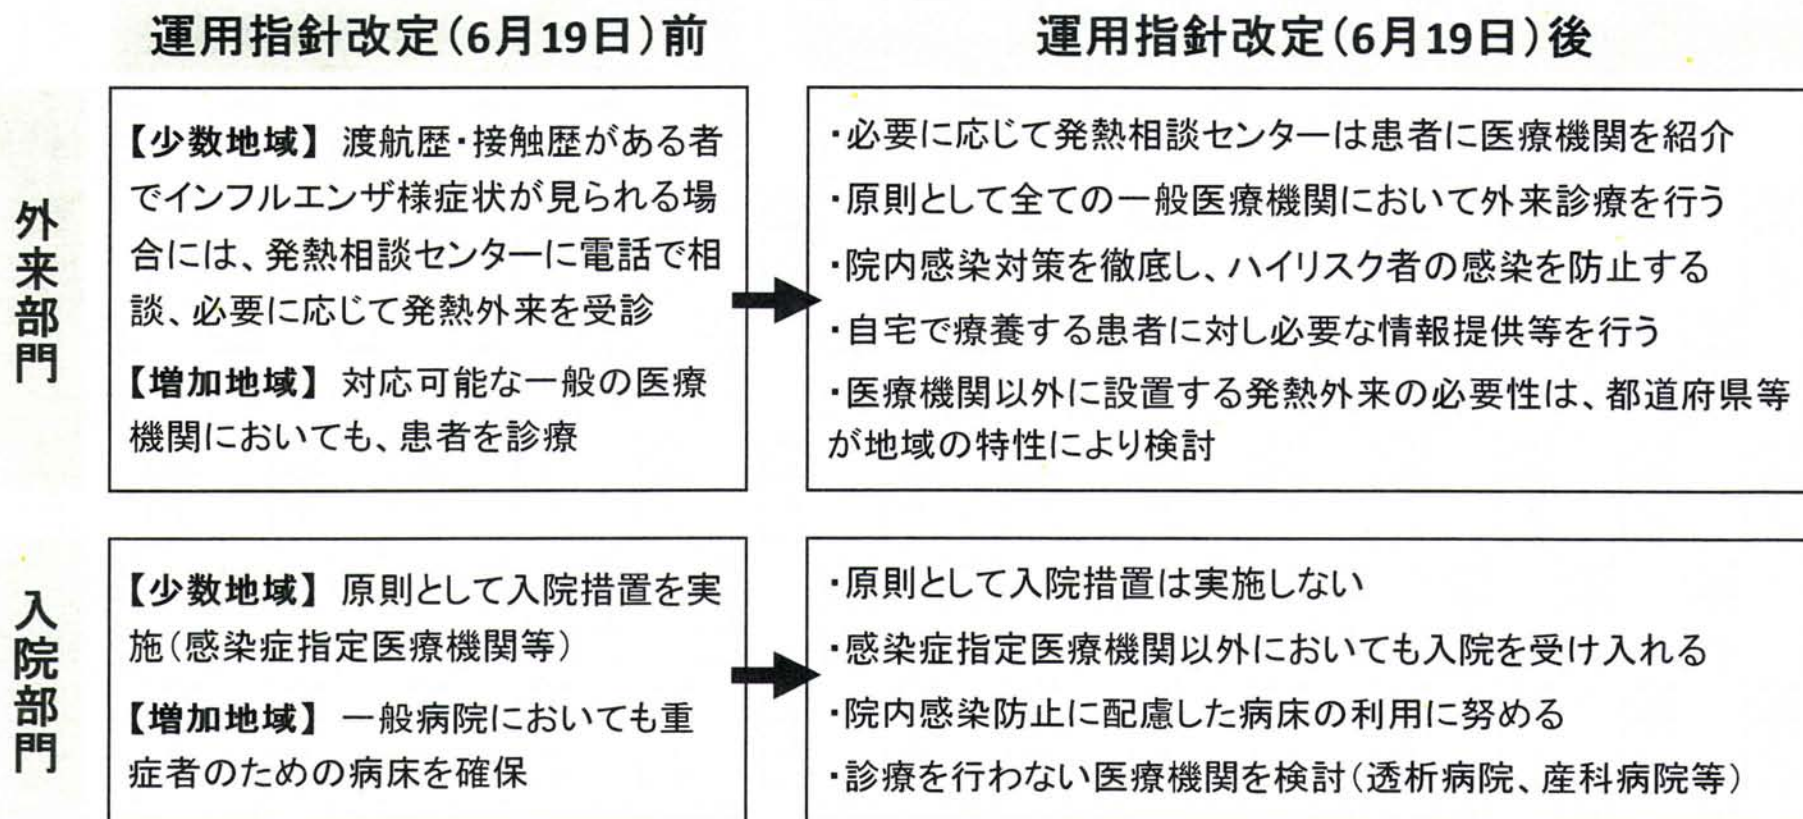 運用指針改定(6月19日)前
運用指針改定(6月19日)後
外来部門
【少数地域】 渡航歴・接触歴がある者
でインフルエンザ様症状が見られる場
合には、発熱相談センターに電話で相
談、必要に応じて発熱外来を受診
【増加地域】 対応可能な一般の医療
機関においても、患者を診療
・必要に応じて発熱相談センターは患者に医療機関を紹介
・原則として全ての一般医療機関において外来診療を行う
・院内感染対策を徹底し、ハイリスク者の感染を防止する
・自宅で療養する患者に対し必要な情報提供等を行う
・医療機関以外に設置する発熱外来の必要性は、都道府県等
が地域の特性により検討
入院部門
【少数地域】 原則として入院措置を実
施(感染症指定医療機関等)
【増加地域】 一般病院においても重
症者のための病床を確保
・原則として入院措置は実施しない
・感染症指定医療機関以外においても入院を受け入れる
・院内感染防止に配慮した病床の利用に努める
・診療を行わない医療機関を検討(透析病院、産科病院等)